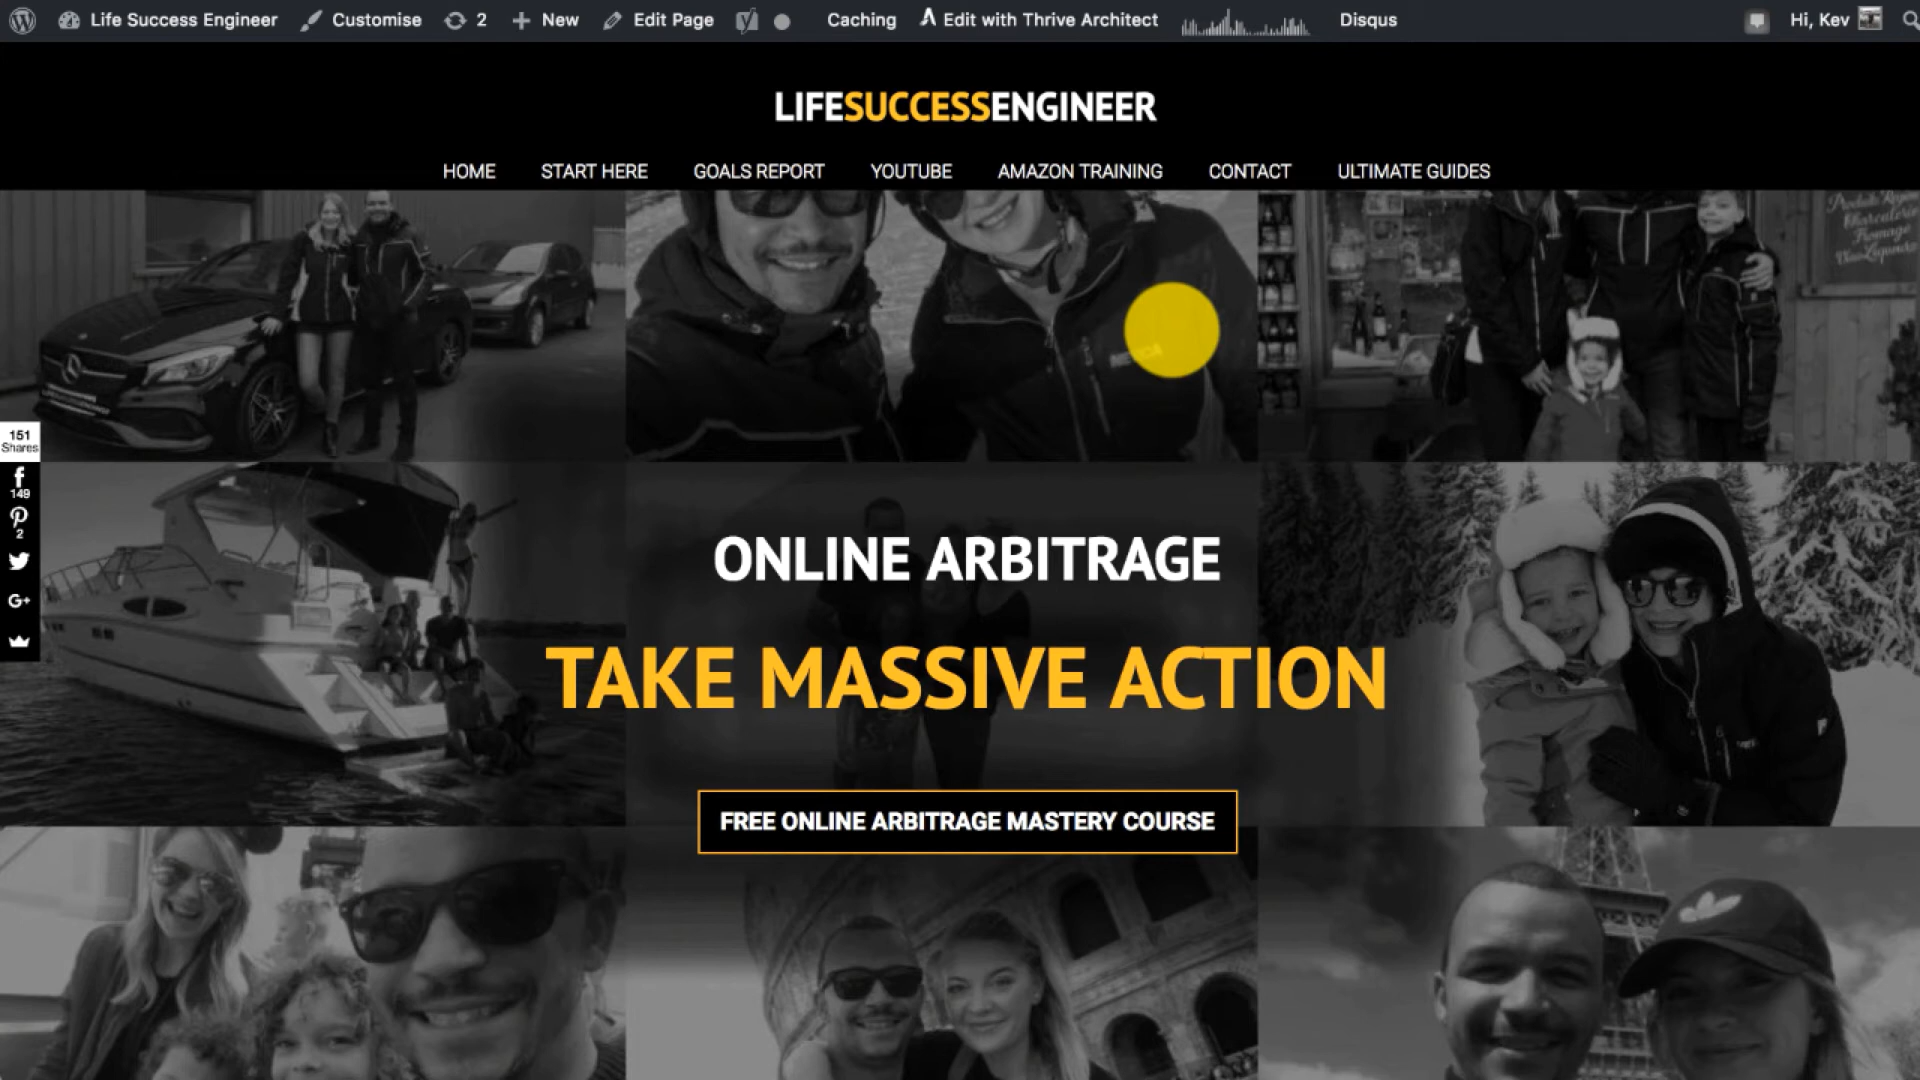 Life Success Engineer Customise 2 New Edit Page Caching Edit with Thrive Architect Disqus Hi, Kev
LIFESUCCESSENGINEER
HOME START HERE GOALS REPORT YOUTUBE AMAZON TRAINING CONTACT ULTIMATE GUIDES
151
Shares
149
2
G+
ONLINE ARBITRAGE
TAKE MASSIVE ACTION
FREE ONLINE ARBITRAGE MASTERY COURSE